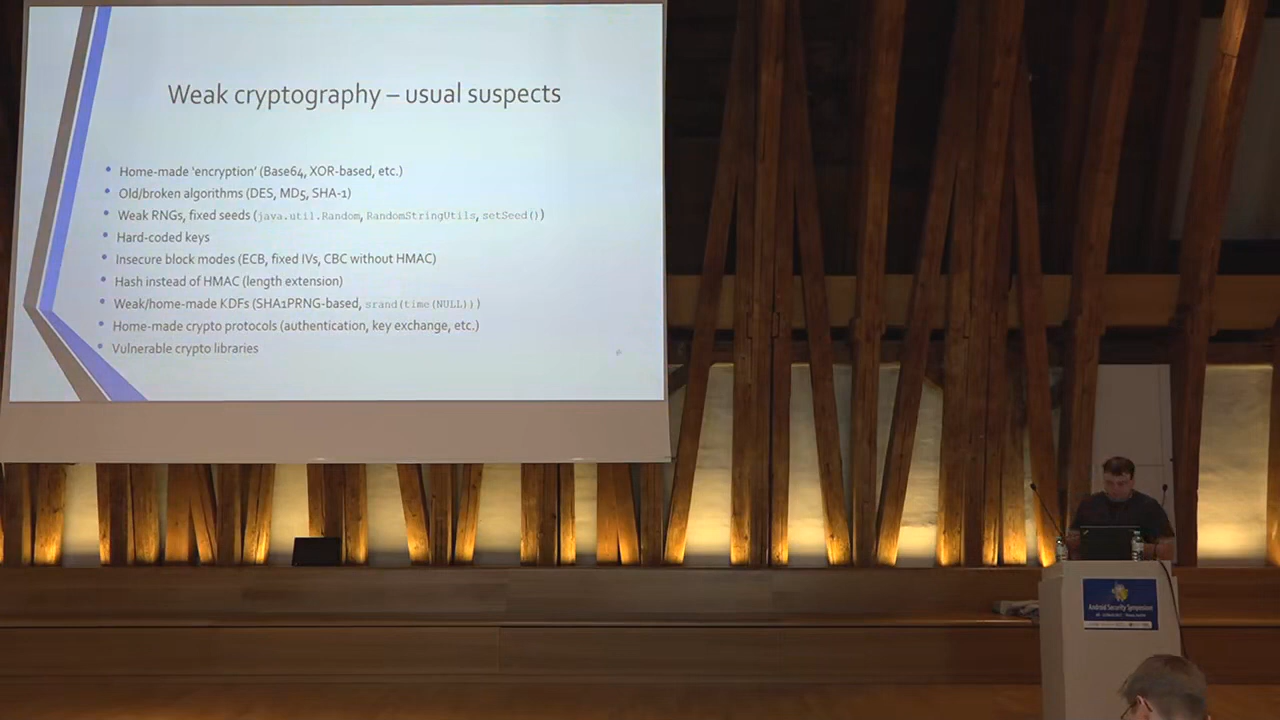 Weak cryptography – usual suspects
• Home-made 'encryption' (Base64, XOR-based, etc.)
• Old/broken algorithms (DES, MD5, SHA-1)
• Weak RNGs, fixed seeds (java.util.Random, RandomStringUtils, setSeed())
• Hard-coded keys
• Insecure block modes (ECB, fixed IVs, CBC without HMAC)
• Hash instead of HMAC (length extension)
• Weak/home-made KDFs (SHA1PRNG-based, srand(time(NULL)))
• Home-made crypto protocols (authentication, key exchange, etc.)
• Vulnerable crypto libraries
Android Security Symposium